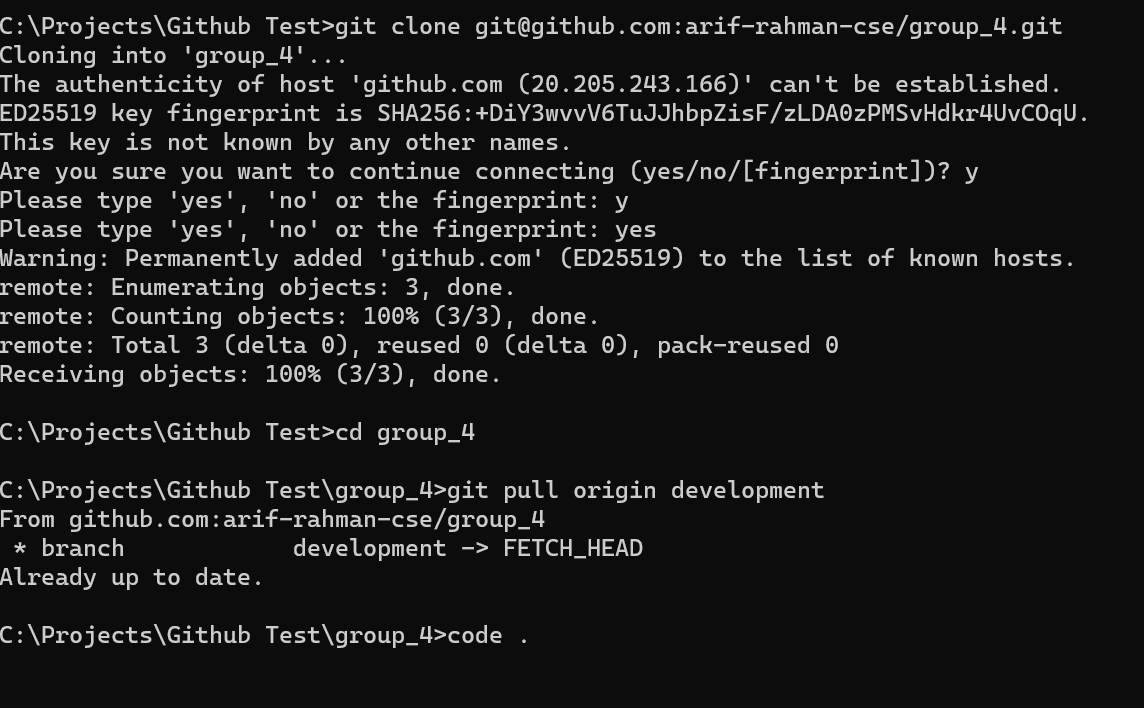 C:\Projects\Github Test>git clone git@github.com:arif-rahman-cse/group_4.git
Cloning into 'group_4'...
The authenticity of host 'github.com (20.205.243.166)' can't be established.
ED25519 key fingerprint is SHA256:+DiY3wvvV6TuJJhbpZisF/zLDA0zPMSvHdkr4UvCOqU.
This key is not known by any other names.
Are you sure you want to continue connecting (yes/no/[fingerprint])? y
Please type 'yes', 'no' or the fingerprint: y
Please type 'yes', 'no' or the fingerprint: yes
Warning: Permanently added 'github.com' (ED25519) to the list of known hosts.
remote: Enumerating objects: 3, done.
remote: Counting objects: 100% (3/3), done.
remote: Total 3 (delta 0), reused 0 (delta 0), pack-reused 0
Receiving objects: 100% (3/3), done.
C:\Projects\Github Test>cd group_4
C:\Projects\Github Test\group_4>git pull origin development
From github.com:arif-rahman-cse/group_4
 * branch            development -> FETCH_HEAD
Already up to date.
C:\Projects\Github Test\group_4>code .